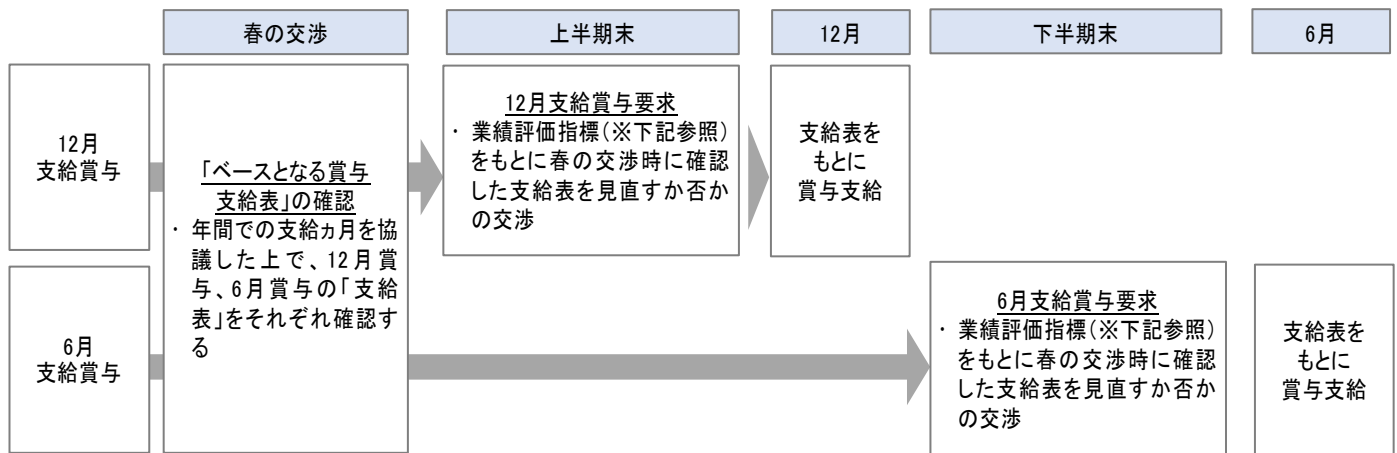 春の交渉
上半期末
12月
下半期末
6月
12月
支給賞与
「ベースとなる賞与
支給表」の確認
・ 年間での支給ヵ月を協
議した上で、12月賞
与、6月賞与の「支給
表」をそれぞれ確認す
る
12月支給賞与要求
・ 業績評価指標(※下記参照)
をもとに春の交渉時に確認
した支給表を見直すか否か
の交渉
支給表を
もとに
賞与支給
6月
支給賞与
6月支給賞与要求
・ 業績評価指標(※下記参照)
をもとに春の交渉時に確認
した支給表を見直すか否か
の交渉
支給表を
もとに
賞与支給